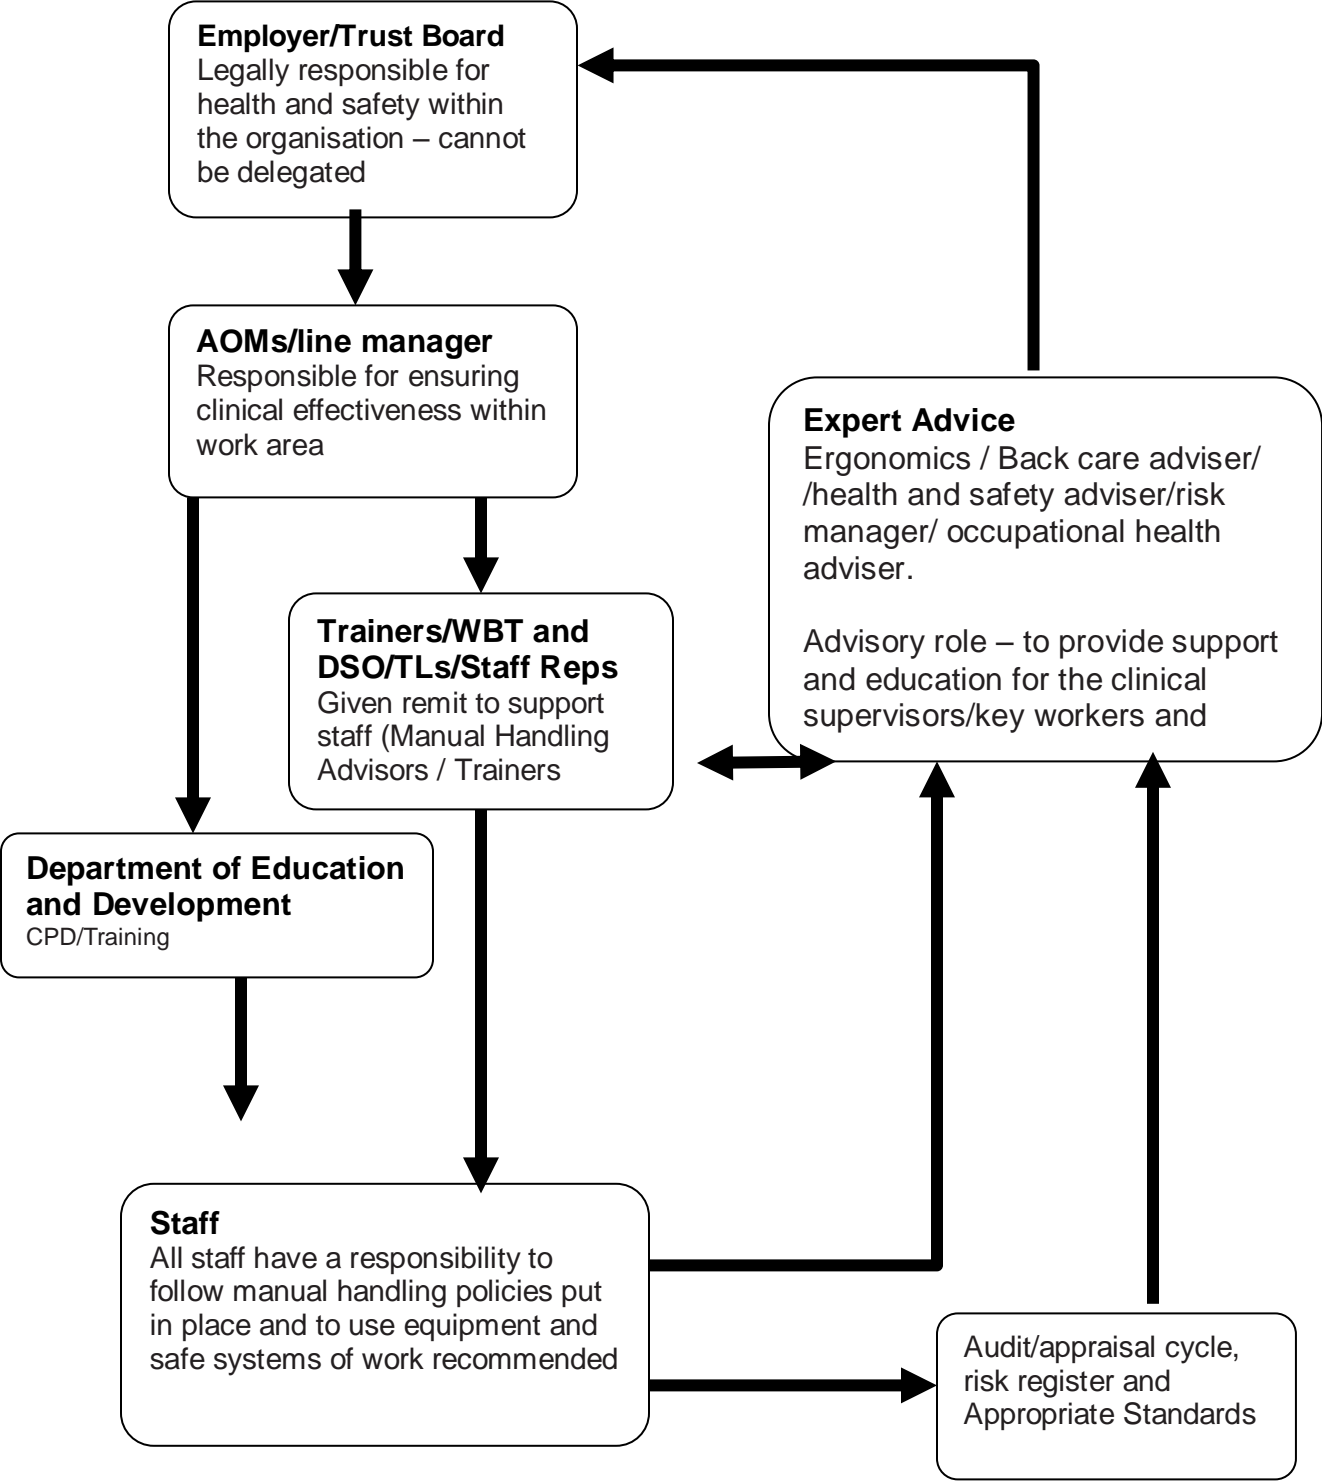 Employer/Trust Board
Legally responsible for
health and safety within
the organisation – cannot
be delegated
AOMs/line manager
Responsible for ensuring
clinical effectiveness within
work area
Expert Advice
Ergonomics / Back care adviser/
/health and safety adviser/risk
manager/ occupational health
adviser.
Advisory role – to provide support
and education for the clinical
supervisors/key workers and
Trainers/WBT and
DSO/TLs/Staff Reps
Given remit to support
staff (Manual Handling
Advisors / Trainers
Department of Education
and Development
CPD/Training
Staff
All staff have a responsibility to
follow manual handling policies put
in place and to use equipment and
safe systems of work recommended
Audit/appraisal cycle,
risk register and
Appropriate Standards